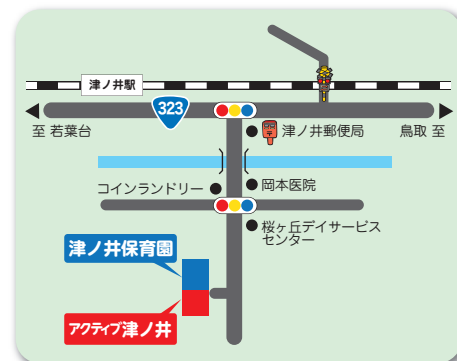 津ノ井駅
323
至 若葉台
津ノ井郵便局
鳥取 至
コインランドリー
岡本医院
桜ヶ丘デイサービス
センター
津ノ井保育園
アクティブ津ノ井